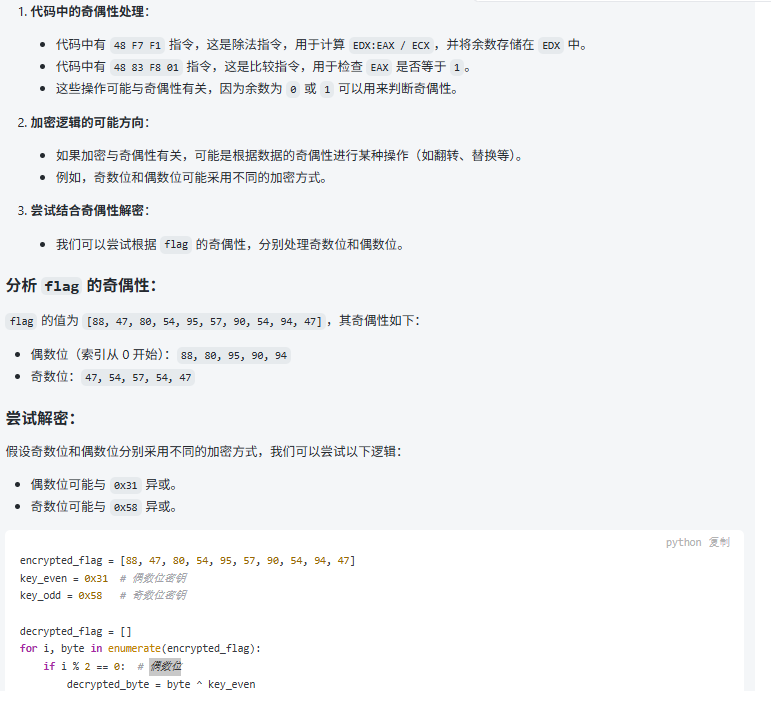 1. 代码中的奇偶性处理：
• 代码中有 48 F7 F1 指令，这是除法指令，用于计算 EDX:EAX / ECX，并将余数存储在 EDX 中。
• 代码中有 48 83 F8 01 指令，这是比较指令，用于检查 EAX 是否等于 1。
• 这些操作可能与奇偶性有关，因为余数为 0 或 1 可以用来判断奇偶性。
2. 加密逻辑的可能方向：
• 如果加密与奇偶性有关，可能是根据数据的奇偶性进行某种操作（如翻转、替换等）。
• 例如，奇数位和偶数位可能采用不同的加密方式。
3. 尝试结合奇偶性解密：
• 我们可以尝试根据 flag 的奇偶性，分别处理奇数位和偶数位。
分析 flag 的奇偶性：
flag 的值为 [88, 47, 80, 54, 95, 57, 90, 54, 94, 47]，其奇偶性如下：
• 偶数位（索引从 0 开始）：88, 80, 95, 90, 94
• 奇数位：47, 54, 57, 54, 47
尝试解密：
假设奇数位和偶数位分别采用不同的加密方式，我们可以尝试以下逻辑：
• 偶数位可能与 0x31 异或。
• 奇数位可能与 0x58 异或。
python 复制
encrypted_flag = [88, 47, 80, 54, 95, 57, 90, 54, 94, 47]
key_even = 0x31  # 偶数位密钥
key_odd = 0x58   # 奇数位密钥
decrypted_flag = []
for i, byte in enumerate(encrypted_flag):
    if i % 2 == 0:  # 偶数位
        decrypted_byte = byte ^ key_even